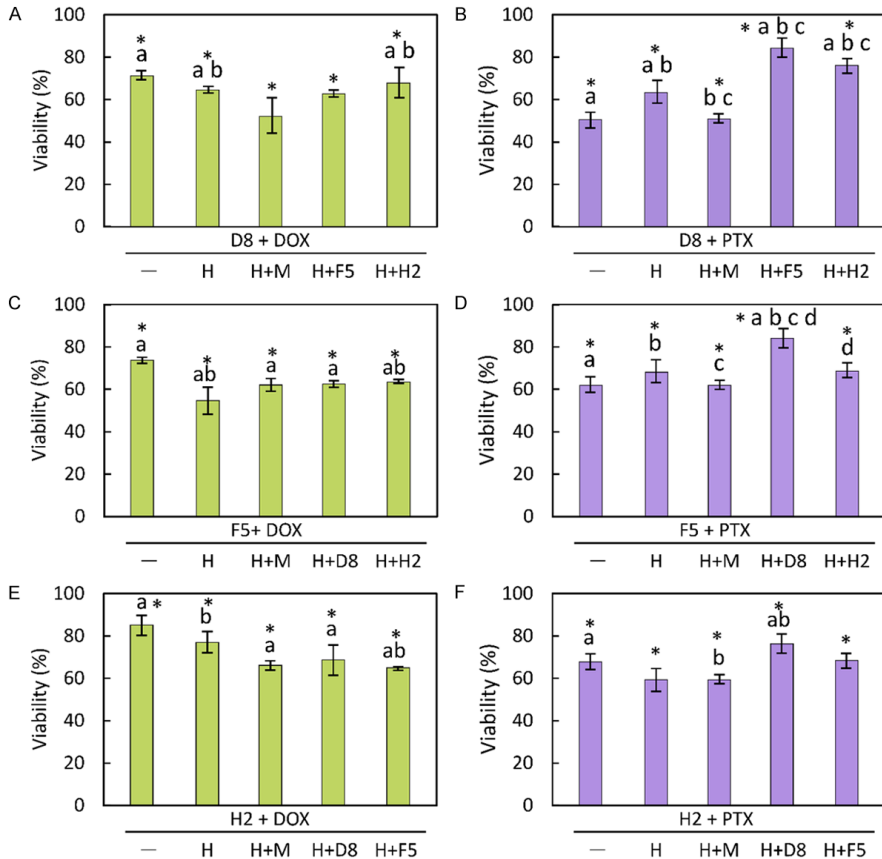 A
Viability (%)
100
80
60
40
20
0
* * * * *
a a b a b
D8 + DOX
— H H+M H+F5 H+H2
B
Viability (%)
100
80
60
40
20
0
* * * * *
a a b b c a b c a b c
D8 + PTX
— H H+M H+F5 H+H2
C
Viability (%)
100
80
60
40
20
0
* * * * *
a ab a a ab
F5+ DOX
— H H+M H+D8 H+H2
D
Viability (%)
100
80
60
40
20
0
* * * * *
a b c a b c d d
F5 + PTX
— H H+M H+D8 H+H2
E
Viability (%)
100
80
60
40
20
0
* * * * *
a b a a ab
H2 + DOX
— H H+M H+D8 H+F5
F
Viability (%)
100
80
60
40
20
0
* * * * *
a b ab
H2 + PTX
— H H+M H+D8 H+F5